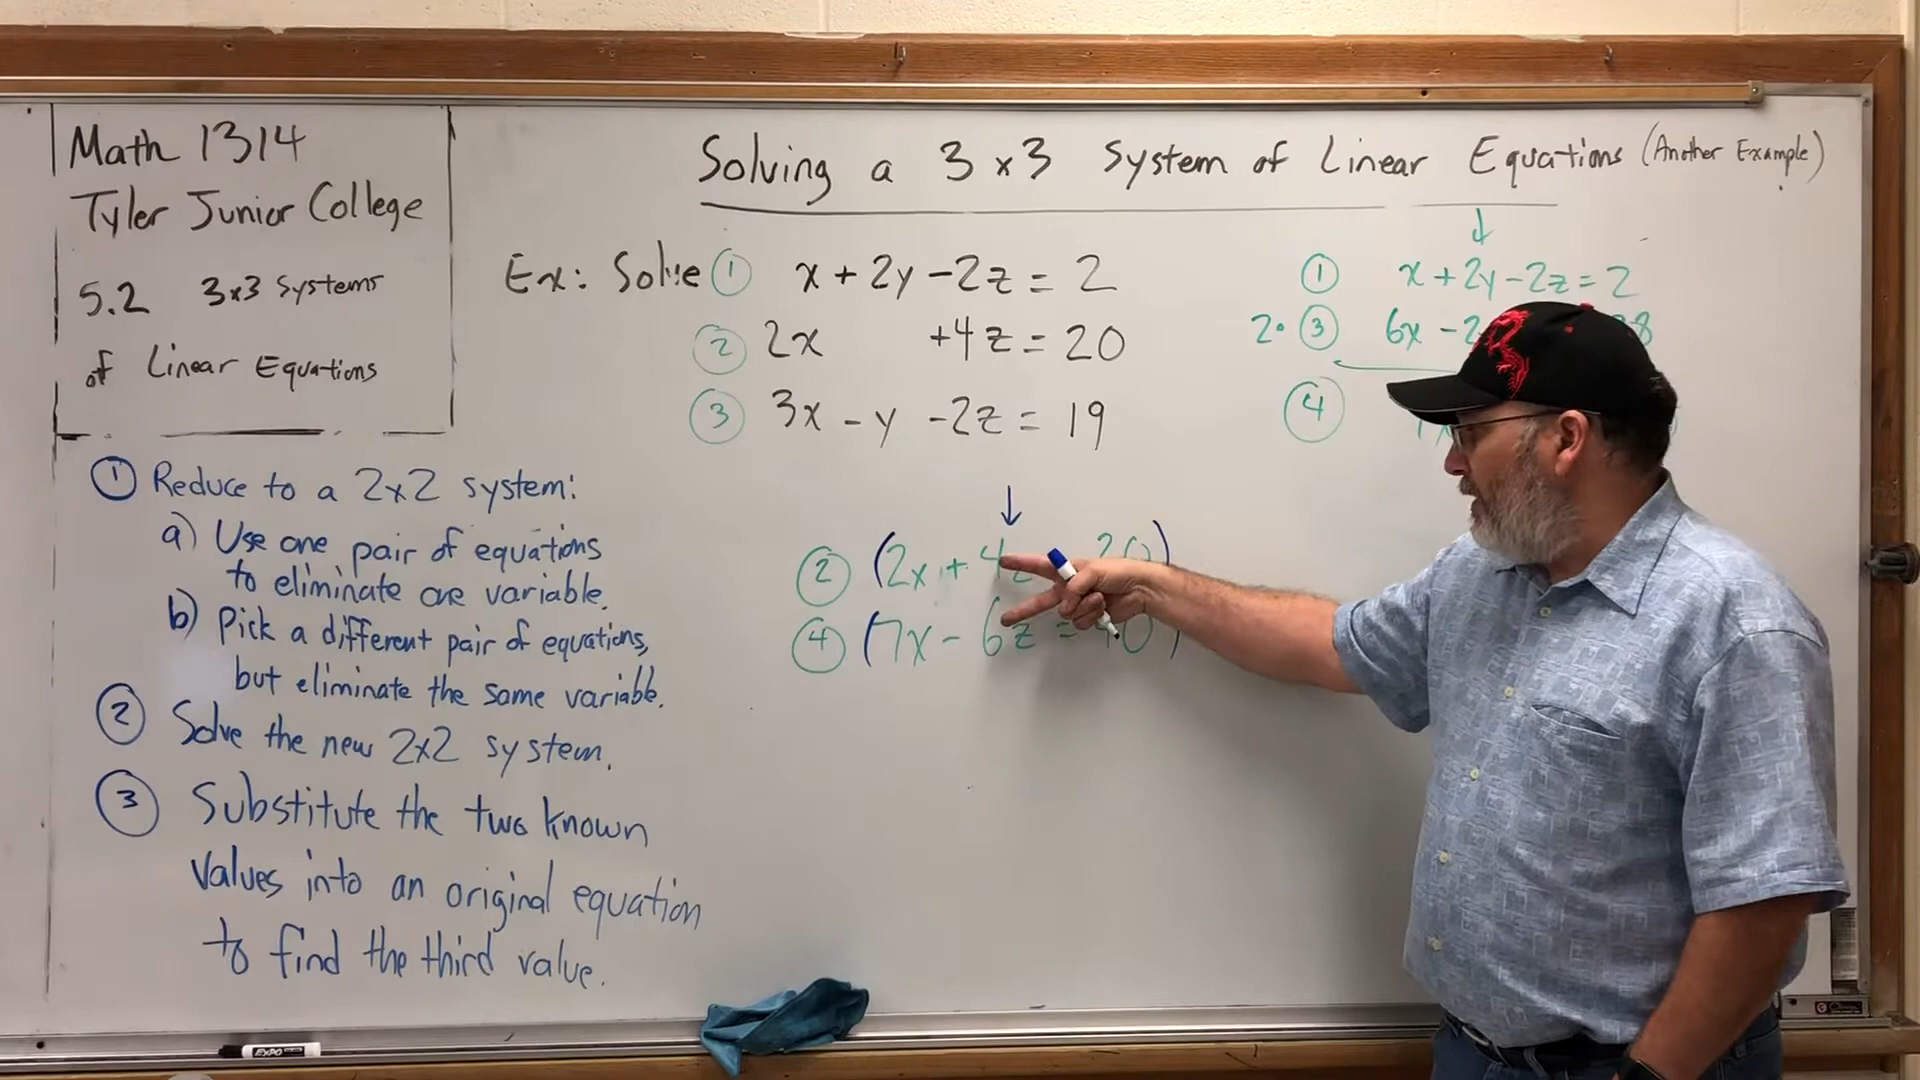 Math 1314
Tyler Junior College
5.2 3x3 Systems
of Linear Equations
Solving a 3x3 System of Linear Equations (Another Example)
Ex: Solve ① x + 2y - 2z = 2
② 2x + 4z = 20
③ 3x - y - 2z = 19
① x + 2y - 2z = 2
2• ③ 6x - 2
④
② (2x + 4z 20)
④ (7x - 6z = 40)
① Reduce to a 2x2 system:
a) Use one pair of equations
to eliminate one variable.
b) Pick a different pair of equations,
but eliminate the same variable.
② Solve the new 2x2 system.
③ Substitute the two known
values into an original equation
to find the third value.
EXPO